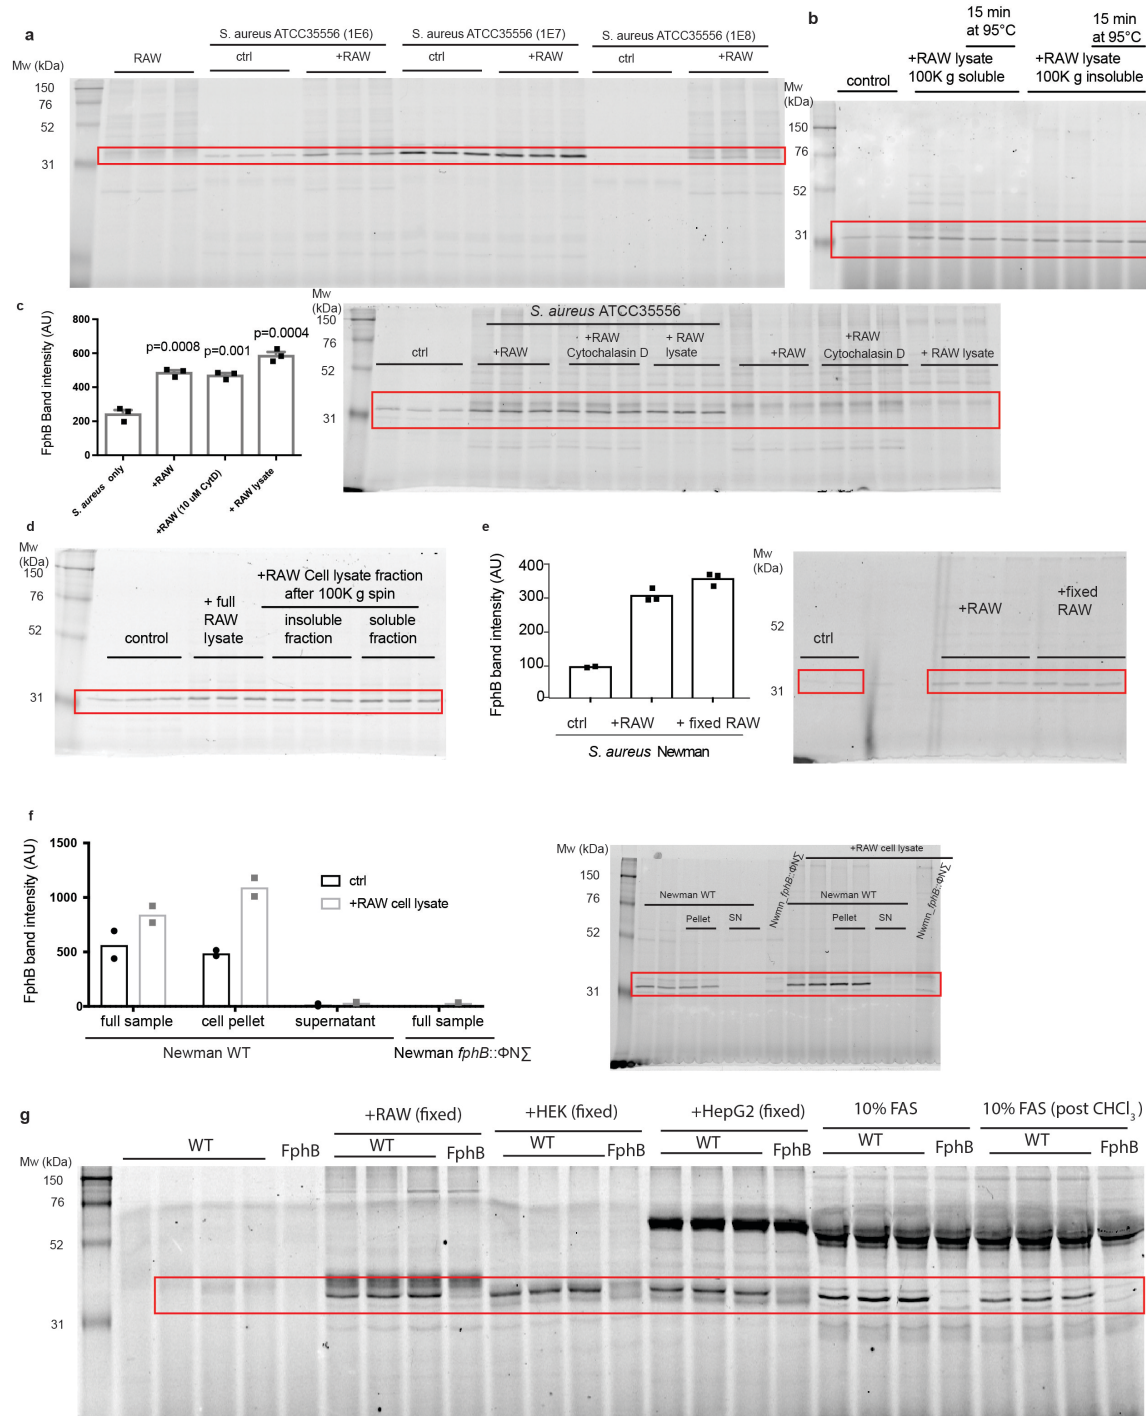 a
S. aureus ATCC35556 (1E6)
S. aureus ATCC35556 (1E7)
S. aureus ATCC35556 (1E8)
RAW
ctrl
+RAW
ctrl
+RAW
ctrl
+RAW
Mw (kDa)
150
76
52
31
b
15 min
at 95°C
15 min
at 95°C
+RAW lysate
100K g soluble
+RAW lysate
100K g insoluble
control
Mw
(kDa)
150
76
52
31
c
FphB Band intensity (AU)
800
600
400
200
0
p=0.0008
p=0.001
p=0.0004
S. aureus only
+RAW
+RAW (10 uM CytD)
+ RAW lysate
Mw
(kDa)
150
76
52
31
S. aureus ATCC35556
ctrl
+RAW
+RAW
Cytochalasin D
+ RAW
lysate
+RAW
+RAW
Cytochalasin D
+ RAW lysate
d
Mw
(kDa)
150
76
52
31
control
+ full
RAW
lysate
+RAW Cell lysate fraction
after 100K g spin
insoluble
fraction
soluble
fraction
e
FphB band intensity (AU)
400
300
200
100
0
ctrl
+RAW
+ fixed RAW
S. aureus Newman
Mw
(kDa)
52
31
ctrl
+RAW
+fixed
RAW
f
FphB band intensity (AU)
1500
1000
500
0
ctrl
+RAW cell lysate
full sample
cell pellet
supernatant
full sample
Newman WT
Newman fphB::ΦN∑
Mw (kDa)
150
76
52
31
+RAW cell lysate
Newman WT
Pellet
SN
Nwmn_fphB::ΦN∑
Newman WT
Pellet
SN
Nwmn_fphB::ΦN∑
g
+RAW (fixed)
+HEK (fixed)
+HepG2 (fixed)
10% FAS
10% FAS (post CHCl3)
WT
FphB
WT
FphB
WT
FphB
WT
FphB
WT
FphB
WT
FphB
Mw (kDa)
150
76
52
31